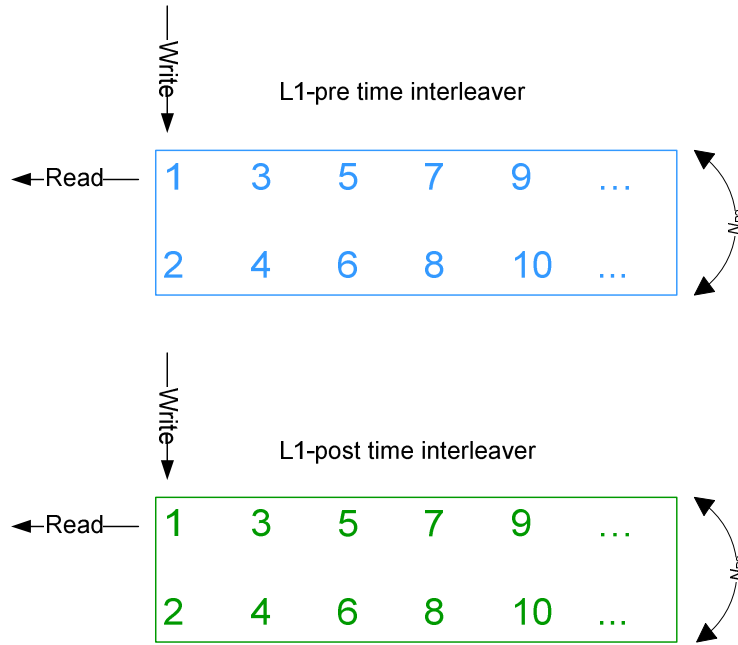 Write
L1-pre time interleaver
Read
1 3 5 7 9 ...
2 4 6 8 10 ...
Write
L1-post time interleaver
Read
1 3 5 7 9 ...
2 4 6 8 10 ...